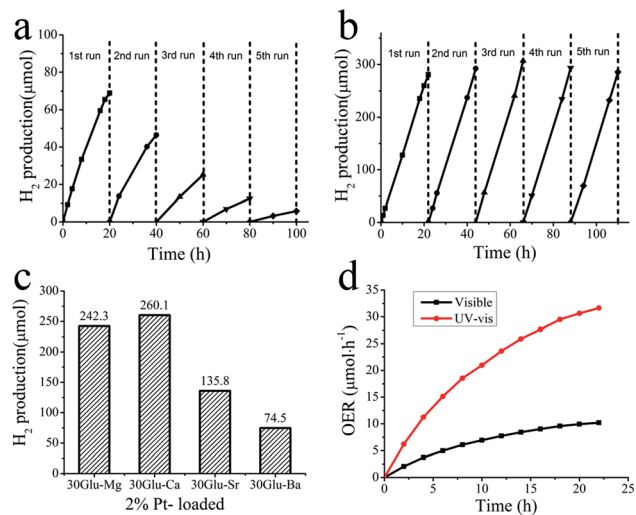 a
1st run 2nd run 3rd run 4th run 5th run
H2 production(μmol)
80
60
40
20
0
0 20 40 60 80 100
Time (h)
b
1st run 2nd run 3rd run 4th run 5th run
H2 production(μmol)
300
200
100
0
0 20 40 60 80 100
Time (h)
c
H2 production(μmol)
300
250
200
150
100
50
0
242.3 260.1 135.8 74.5
30Glu-Mg 30Glu-Ca 30Glu-Sr 30Glu-Ba
2% Pt- loaded
d
Visible
UV-vis
OER (μmol·h⁻¹)
35
30
25
20
15
10
5
0
0 5 10 15 20 25
Time (h)